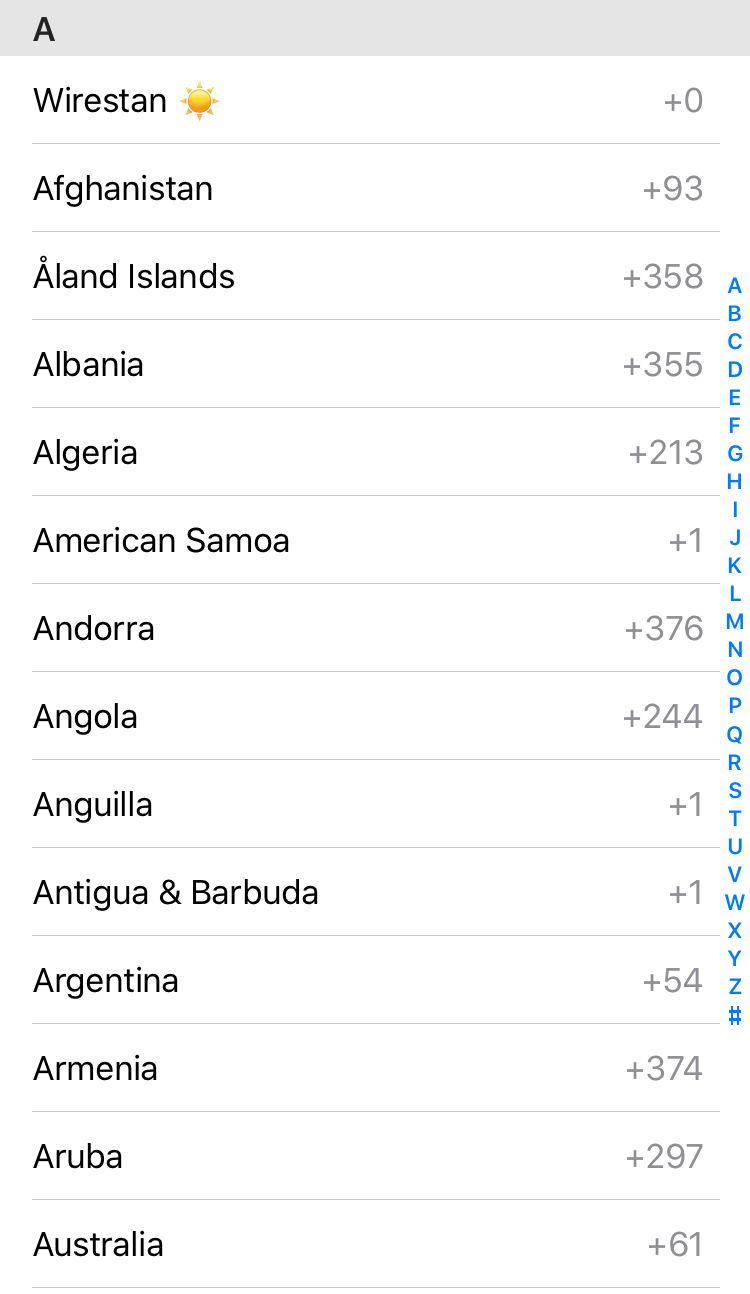 A
Wirestan ☀️ +0
Afghanistan +93
Åland Islands +358
Albania +355
Algeria +213
American Samoa +1
Andorra +376
Angola +244
Anguilla +1
Antigua & Barbuda +1
Argentina +54
Armenia +374
Aruba +297
Australia +61
A
B
C
D
E
F
G
H
I
J
K
L
M
N
O
P
Q
R
S
T
U
V
W
X
Y
Z
#